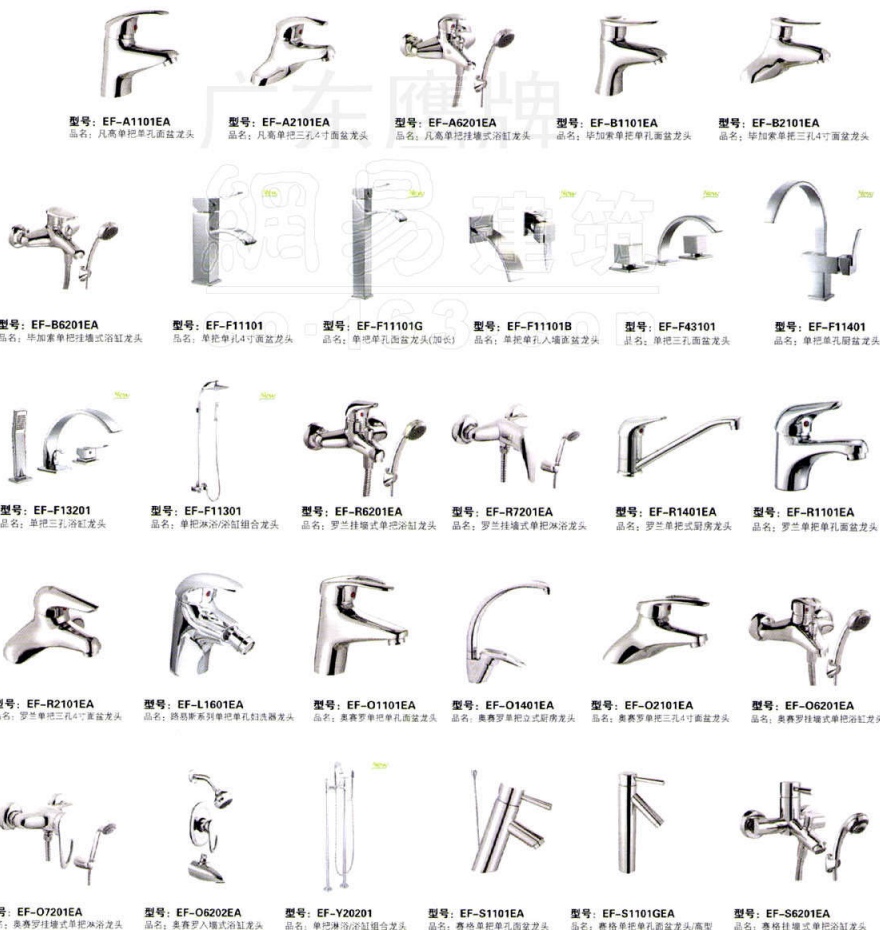 型号：EF-A1101EA
品名：凡高单把单孔面盆龙头
型号：EF-A2101EA
品名：凡高单把三孔4寸面盆龙头
型号：EF-A6201EA
品名：凡高单把挂墙式浴缸龙头
型号：EF-B1101EA
品名：毕加索单把单孔面盆龙头
型号：EF-B2101EA
品名：毕加索单把三孔4寸面盆龙头
广东鹰牌
網易建筑
co.163.com
New
New
New
New
New
型号：EF-B6201EA
品名：毕加索单把挂墙式浴缸龙头
型号：EF-F11101
品名：单把单孔4寸面盆龙头
型号：EF-F11101G
品名：单把单孔面盆龙头(加长)
型号：EF-F11101B
品名：单把单孔入墙面盆龙头
型号：EF-F43101
品名：单把三孔面盆龙头
型号：EF-F11401
品名：单把单孔厨盆龙头
New
New
型号：EF-F13201
品名：单把三孔浴缸龙头
型号：EF-F11301
品名：单把淋浴/浴缸组合龙头
型号：EF-R6201EA
品名：罗兰挂墙式单把浴缸龙头
型号：EF-R7201EA
品名：罗兰挂墙式单把淋浴龙头
型号：EF-R1401EA
品名：罗兰单把式厨房龙头
型号：EF-R1101EA
品名：罗兰单把单孔面盆龙头
型号：EF-R2101EA
品名：罗兰单把三孔4寸面盆龙头
型号：EF-L1601EA
品名：路易斯系列单把单孔妇洗器龙头
型号：EF-O1101EA
品名：奥赛罗单把单孔面盆龙头
型号：EF-O1401EA
品名：奥赛罗单把立式厨房龙头
型号：EF-O2101EA
品名：奥赛罗单把三孔4寸面盆龙头
型号：EF-O6201EA
品名：奥赛罗挂墙式单把浴缸龙头
New
号：EF-O7201EA
：奥赛罗挂墙式单把淋浴龙头
型号：EF-O6202EA
品名：奥赛罗入墙式浴缸龙头
型号：EF-Y20201
品名：单把淋浴/浴缸组合龙头
型号：EF-S1101EA
品名：赛格单把单孔面盆龙头
型号：EF-S1101GEA
品名：赛格单把单孔面盆龙头/高型
型号：EF-S6201EA
品名：赛格挂墙式单把浴缸龙头